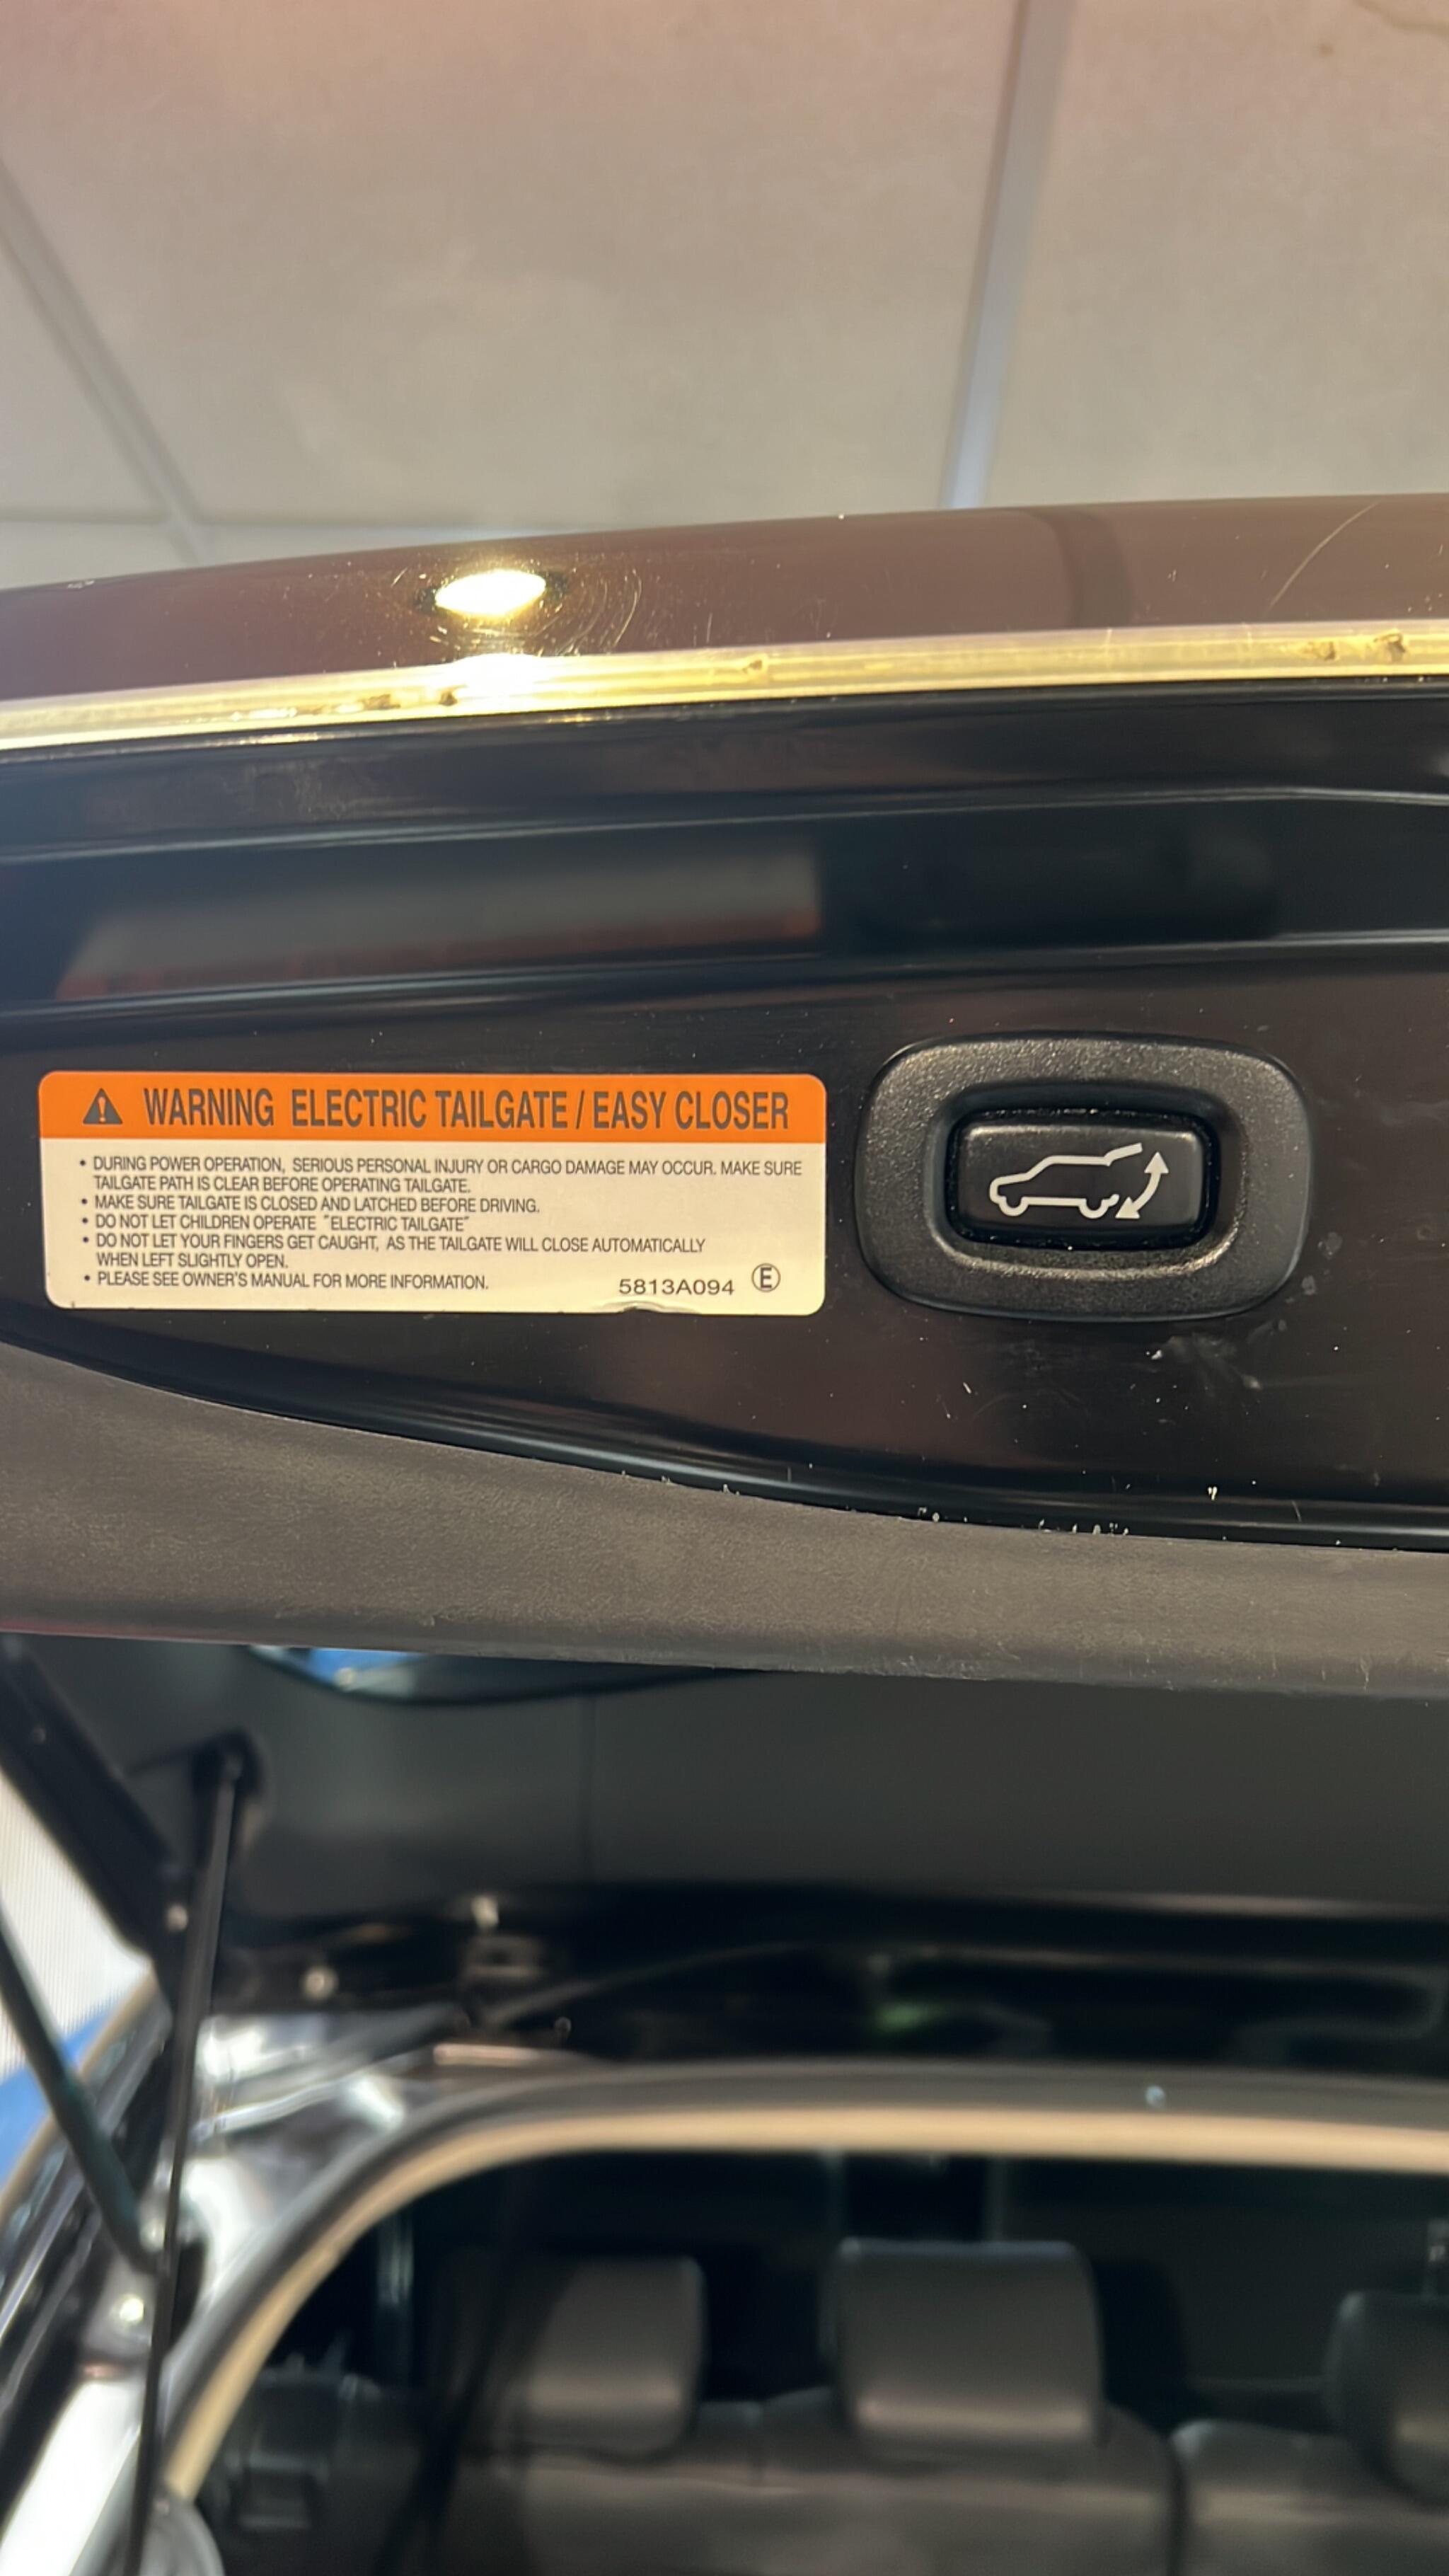 WARNING ELECTRIC TAILGATE / EASY CLOSER
• DURING POWER OPERATION, SERIOUS PERSONAL INJURY OR CARGO DAMAGE MAY OCCUR. MAKE SURE
TAILGATE PATH IS CLEAR BEFORE OPERATING TAILGATE.
• MAKE SURE TAILGATE IS CLOSED AND LATCHED BEFORE DRIVING.
• DO NOT LET CHILDREN OPERATE "ELECTRIC TAILGATE"
• DO NOT LET YOUR FINGERS GET CAUGHT, AS THE TAILGATE WILL CLOSE AUTOMATICALLY
WHEN LEFT SLIGHTLY OPEN.
• PLEASE SEE OWNER'S MANUAL FOR MORE INFORMATION.
5813A094 Ⓔ